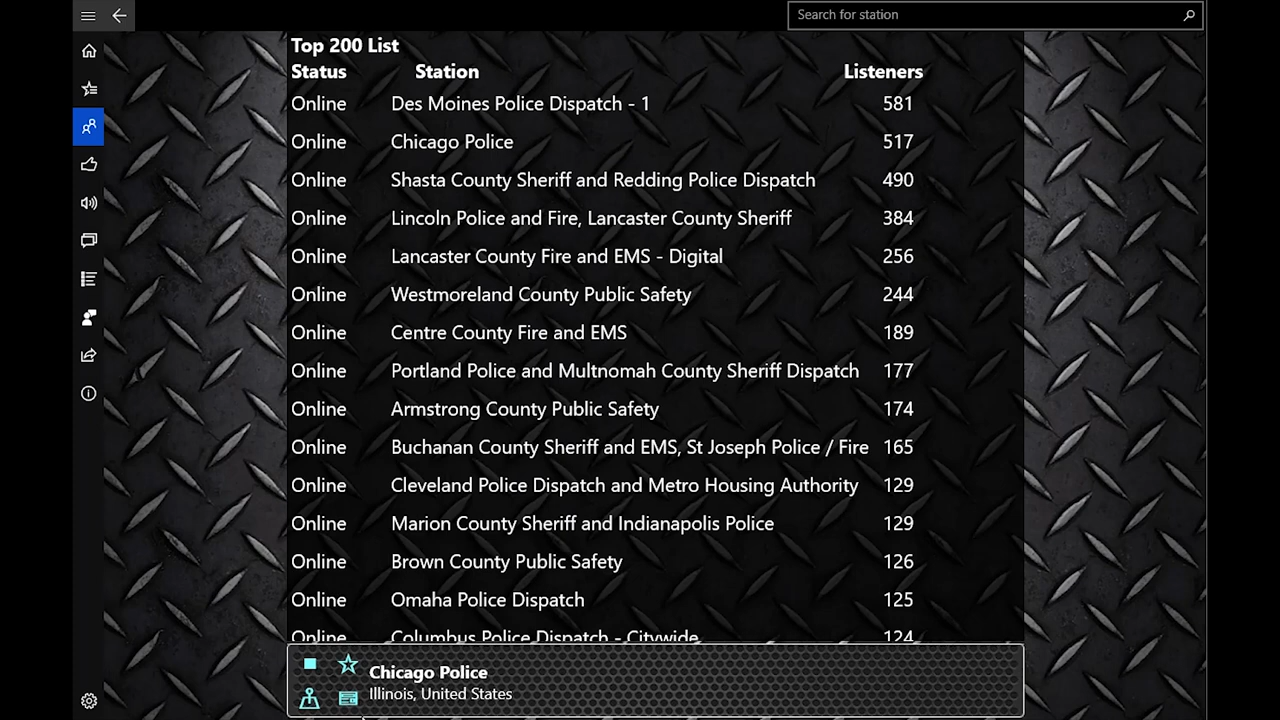 Search for station
Top 200 List
Status Station Listeners
Online Des Moines Police Dispatch - 1 581
Online Chicago Police 517
Online Shasta County Sheriff and Redding Police Dispatch 490
Online Lincoln Police and Fire, Lancaster County Sheriff 384
Online Lancaster County Fire and EMS - Digital 256
Online Westmoreland County Public Safety 244
Online Centre County Fire and EMS 189
Online Portland Police and Multnomah County Sheriff Dispatch 177
Online Armstrong County Public Safety 174
Online Buchanan County Sheriff and EMS, St Joseph Police / Fire 165
Online Cleveland Police Dispatch and Metro Housing Authority 129
Online Marion County Sheriff and Indianapolis Police 129
Online Brown County Public Safety 126
Online Omaha Police Dispatch 125
Online Columbus Police Dispatch - Citywide 124
Chicago Police
Illinois, United States